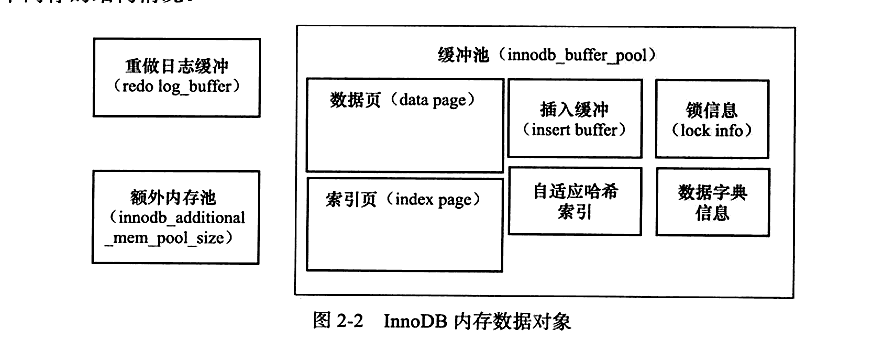 重做日志缓冲
（redo log_buffer）
额外内存池
（innodb_additional
_mem_pool_size）
缓冲池（innodb_buffer_pool）
数据页（data page）
插入缓冲
（insert buffer）
锁信息
（lock info）
索引页（index page）
自适应哈希
索引
数据字典
信息
图 2-2 InnoDB 内存数据对象